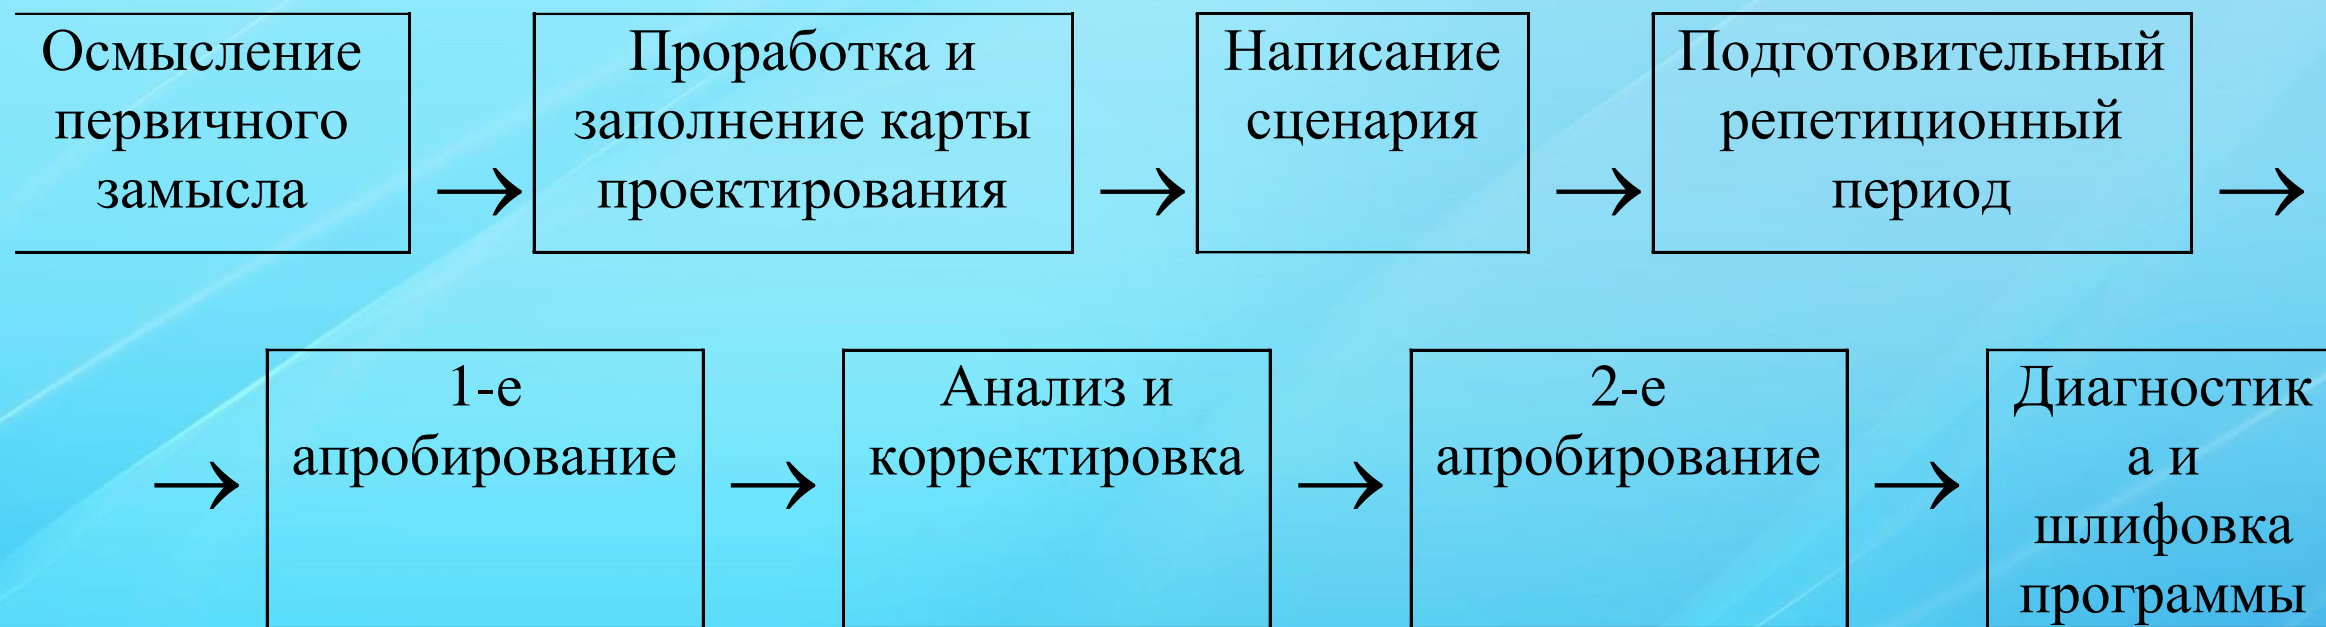 Осмысление
первичного
замысла
→
Проработка и
заполнение карты
проектирования
→
Написание
сценария
→
Подготовительный
репетиционный
период
→
→
1-е
апробирование
→
Анализ и
корректировка
→
2-е
апробирование
→
Диагностик
а и
шлифовка
программы